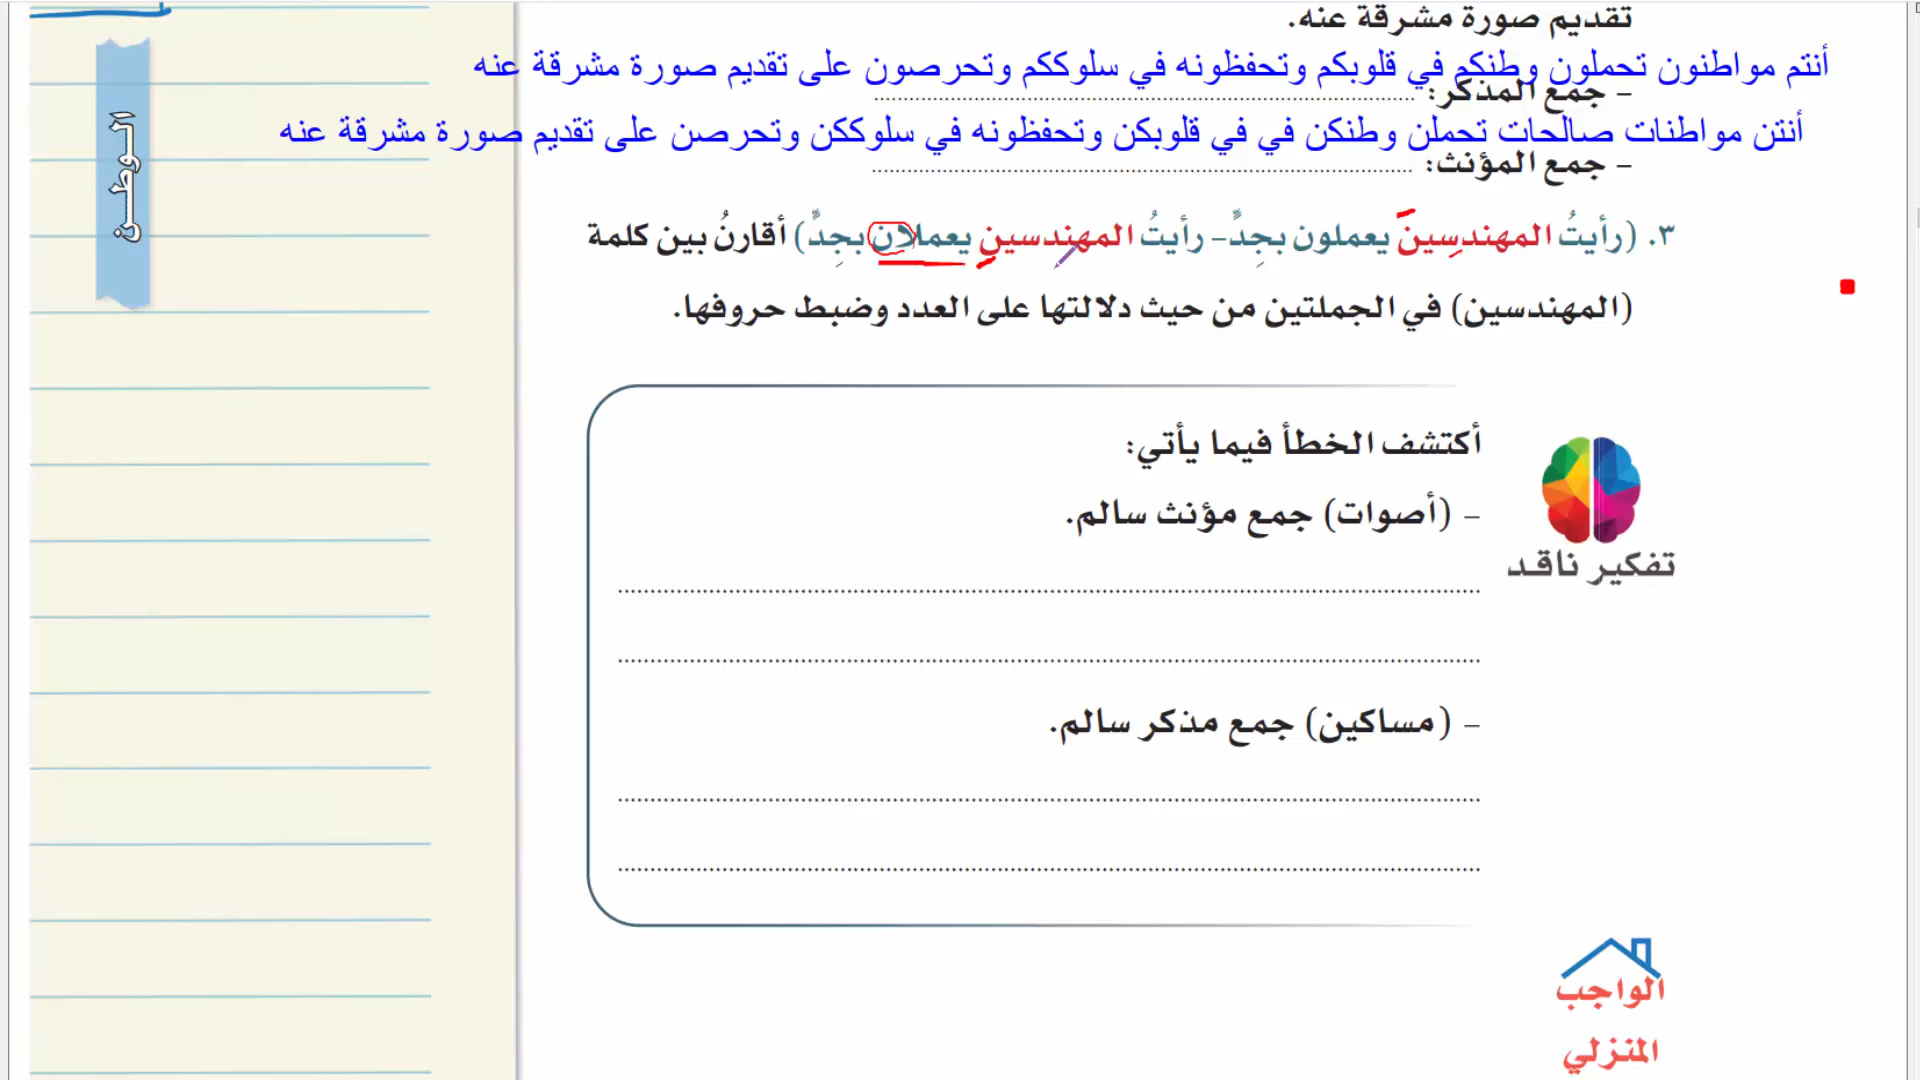 تقديم صورة مشرقة عنه.
أنتم مواطنون تحملون وطنكم في قلوبكم وتحفظونه في سلوككم وتحرصون على تقديم صورة مشرقة عنه
– جمع المذكر: ........................
أنتن مواطنات صالحات تحملن وطنكن في في قلوبكن وتحفظونه في سلوككن وتحرصن على تقديم صورة مشرقة عنه
– جمع المؤنث: ........................
٣. (رأيتُ المهندسِينَ يعملون بجِدٍّ– رأيتُ المهندسينِ يعملان بجِدٍّ) أقارنُ بين كلمة
(المهندسين) في الجملتين من حيث دلالتها على العدد وضبط حروفها.
أكتشف الخطأ فيما يأتي:
– (أصوات) جمع مؤنث سالم.
– (مساكين) جمع مذكر سالم.
تفكير ناقد
الواجب
المنزلي
الوطن